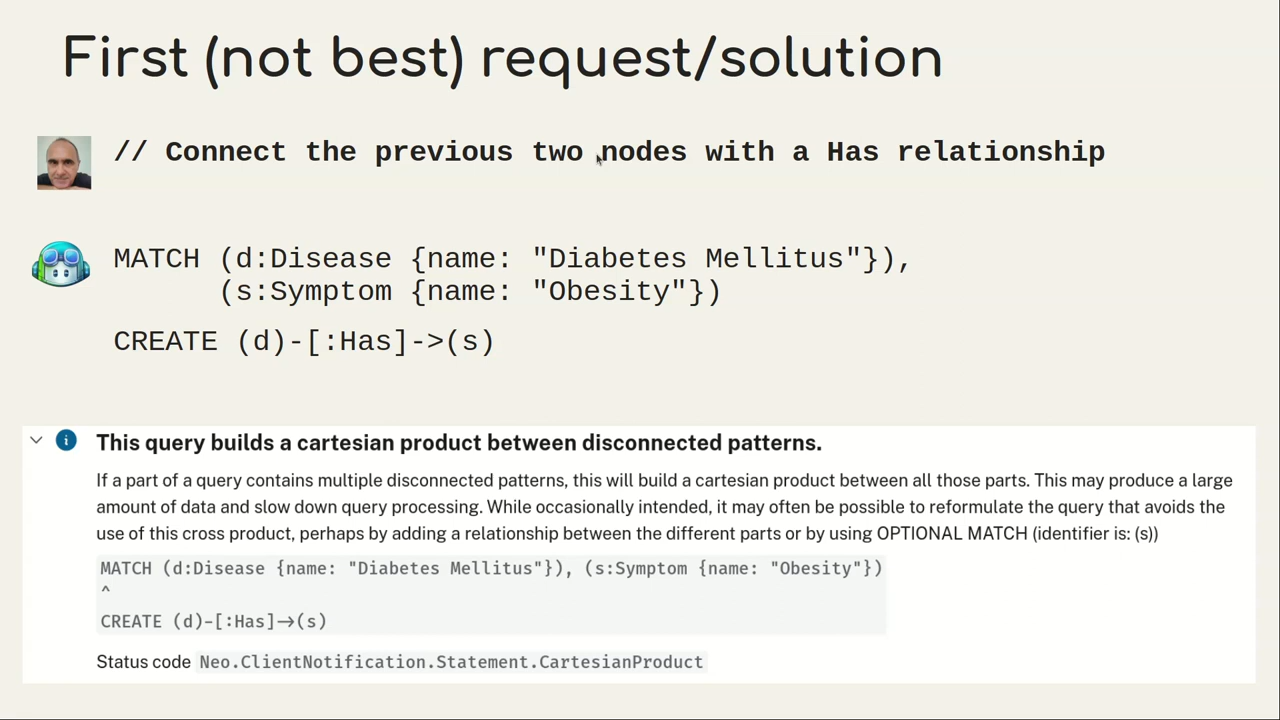 First (not best) request/solution
// Connect the previous two nodes with a Has relationship
MATCH (d:Disease {name: "Diabetes Mellitus"}),
(s:Symptom {name: "Obesity"})
CREATE (d)-[:Has]->(s)
This query builds a cartesian product between disconnected patterns.
If a part of a query contains multiple disconnected patterns, this will build a cartesian product between all those parts. This may produce a large
amount of data and slow down query processing. While occasionally intended, it may often be possible to reformulate the query that avoids the
use of this cross product, perhaps by adding a relationship between the different parts or by using OPTIONAL MATCH (identifier is: (s))
MATCH (d:Disease {name: "Diabetes Mellitus"}), (s:Symptom {name: "Obesity"})
^
CREATE (d)-[:Has]->(s)
Status code Neo.ClientNotification.Statement.CartesianProduct